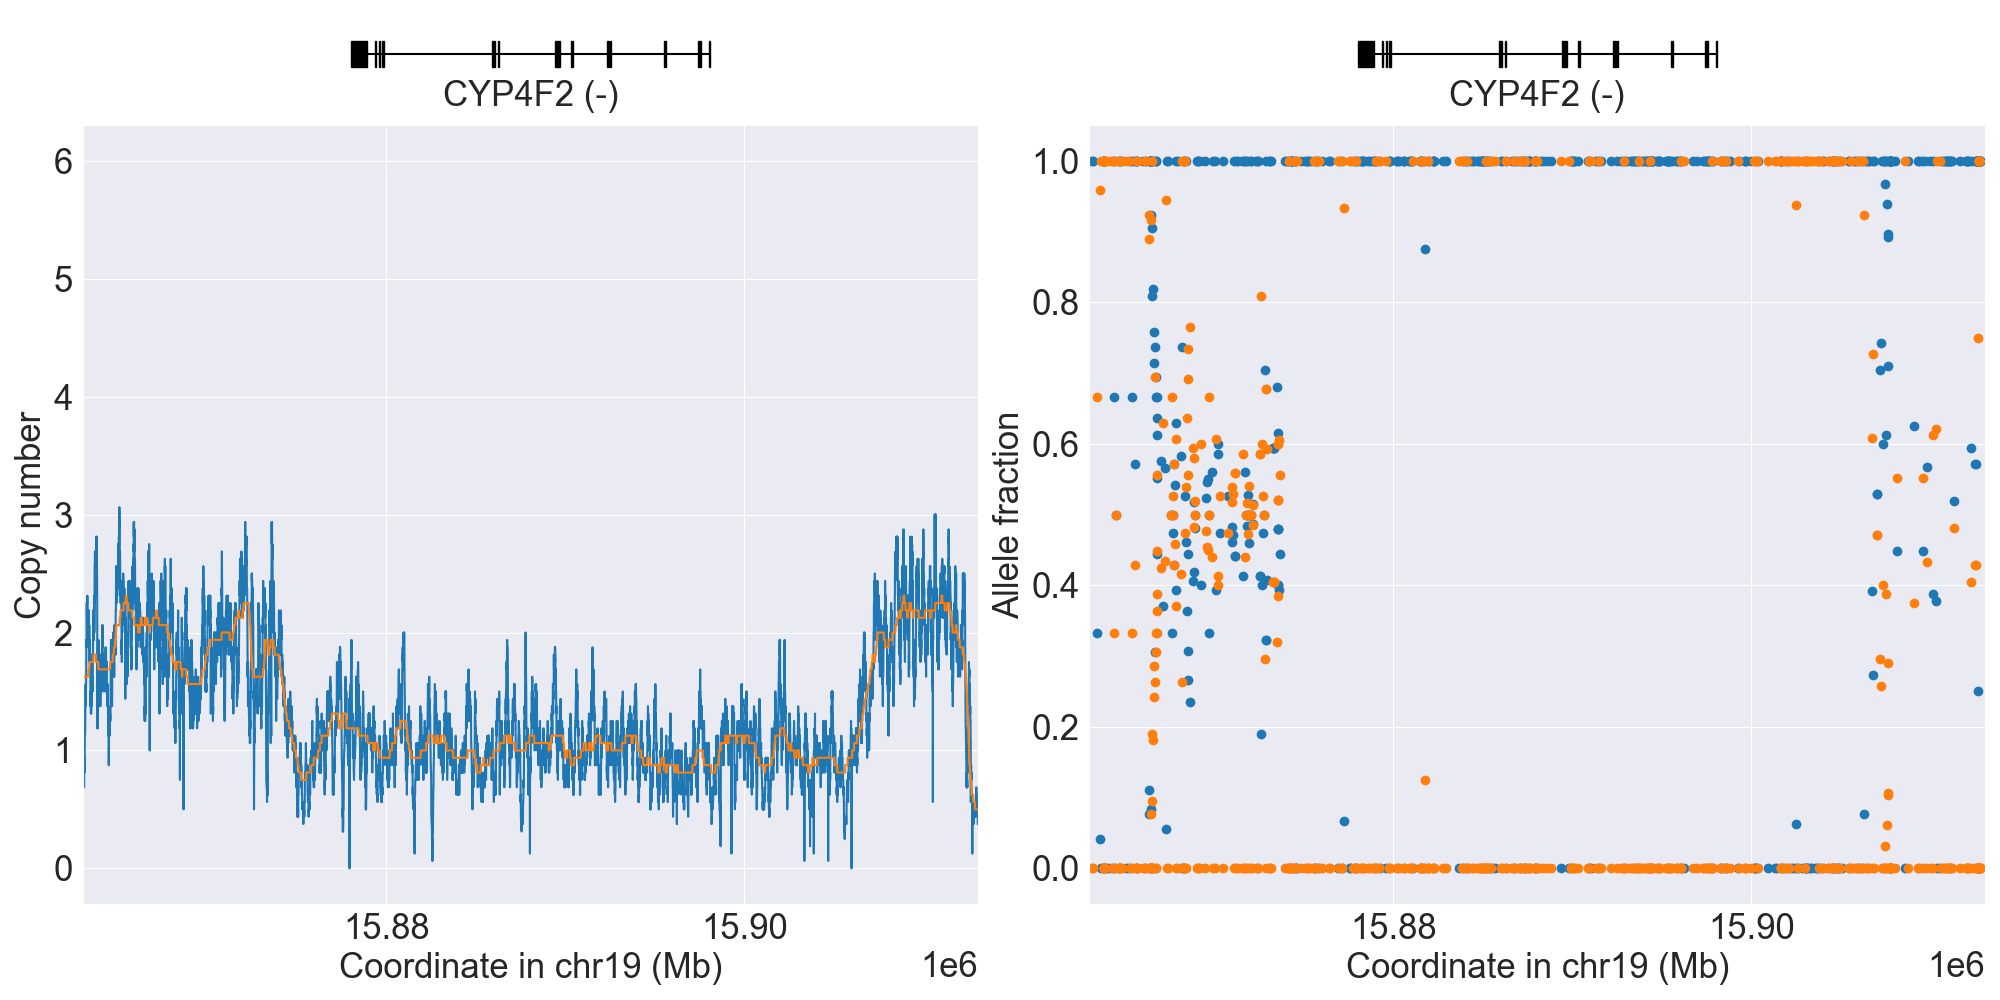 CYP4F2 (-)
6
5
4
3
2
1
0
Copy number
15.88
15.90
Coordinate in chr19 (Mb)
1e6
CYP4F2 (-)
1.0
0.8
0.6
0.4
0.2
0.0
Allele fraction
15.88
15.90
Coordinate in chr19 (Mb)
1e6